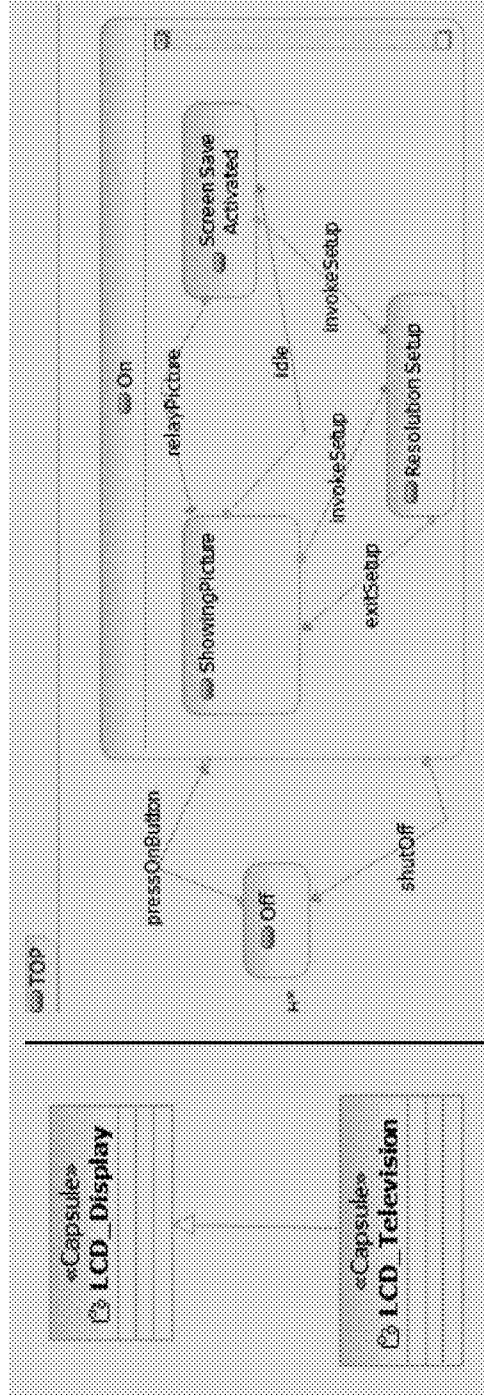 «Capsule»
LCD_Display
«Capsule»
LCD_Television
TOP
On
pressOnButton
Off
H*
shutOff
ShowingPicture
relayPicture
Screen Save
Activated
Idle
invokeSetup
invokeSetup
exitSetup
Resolution Setup